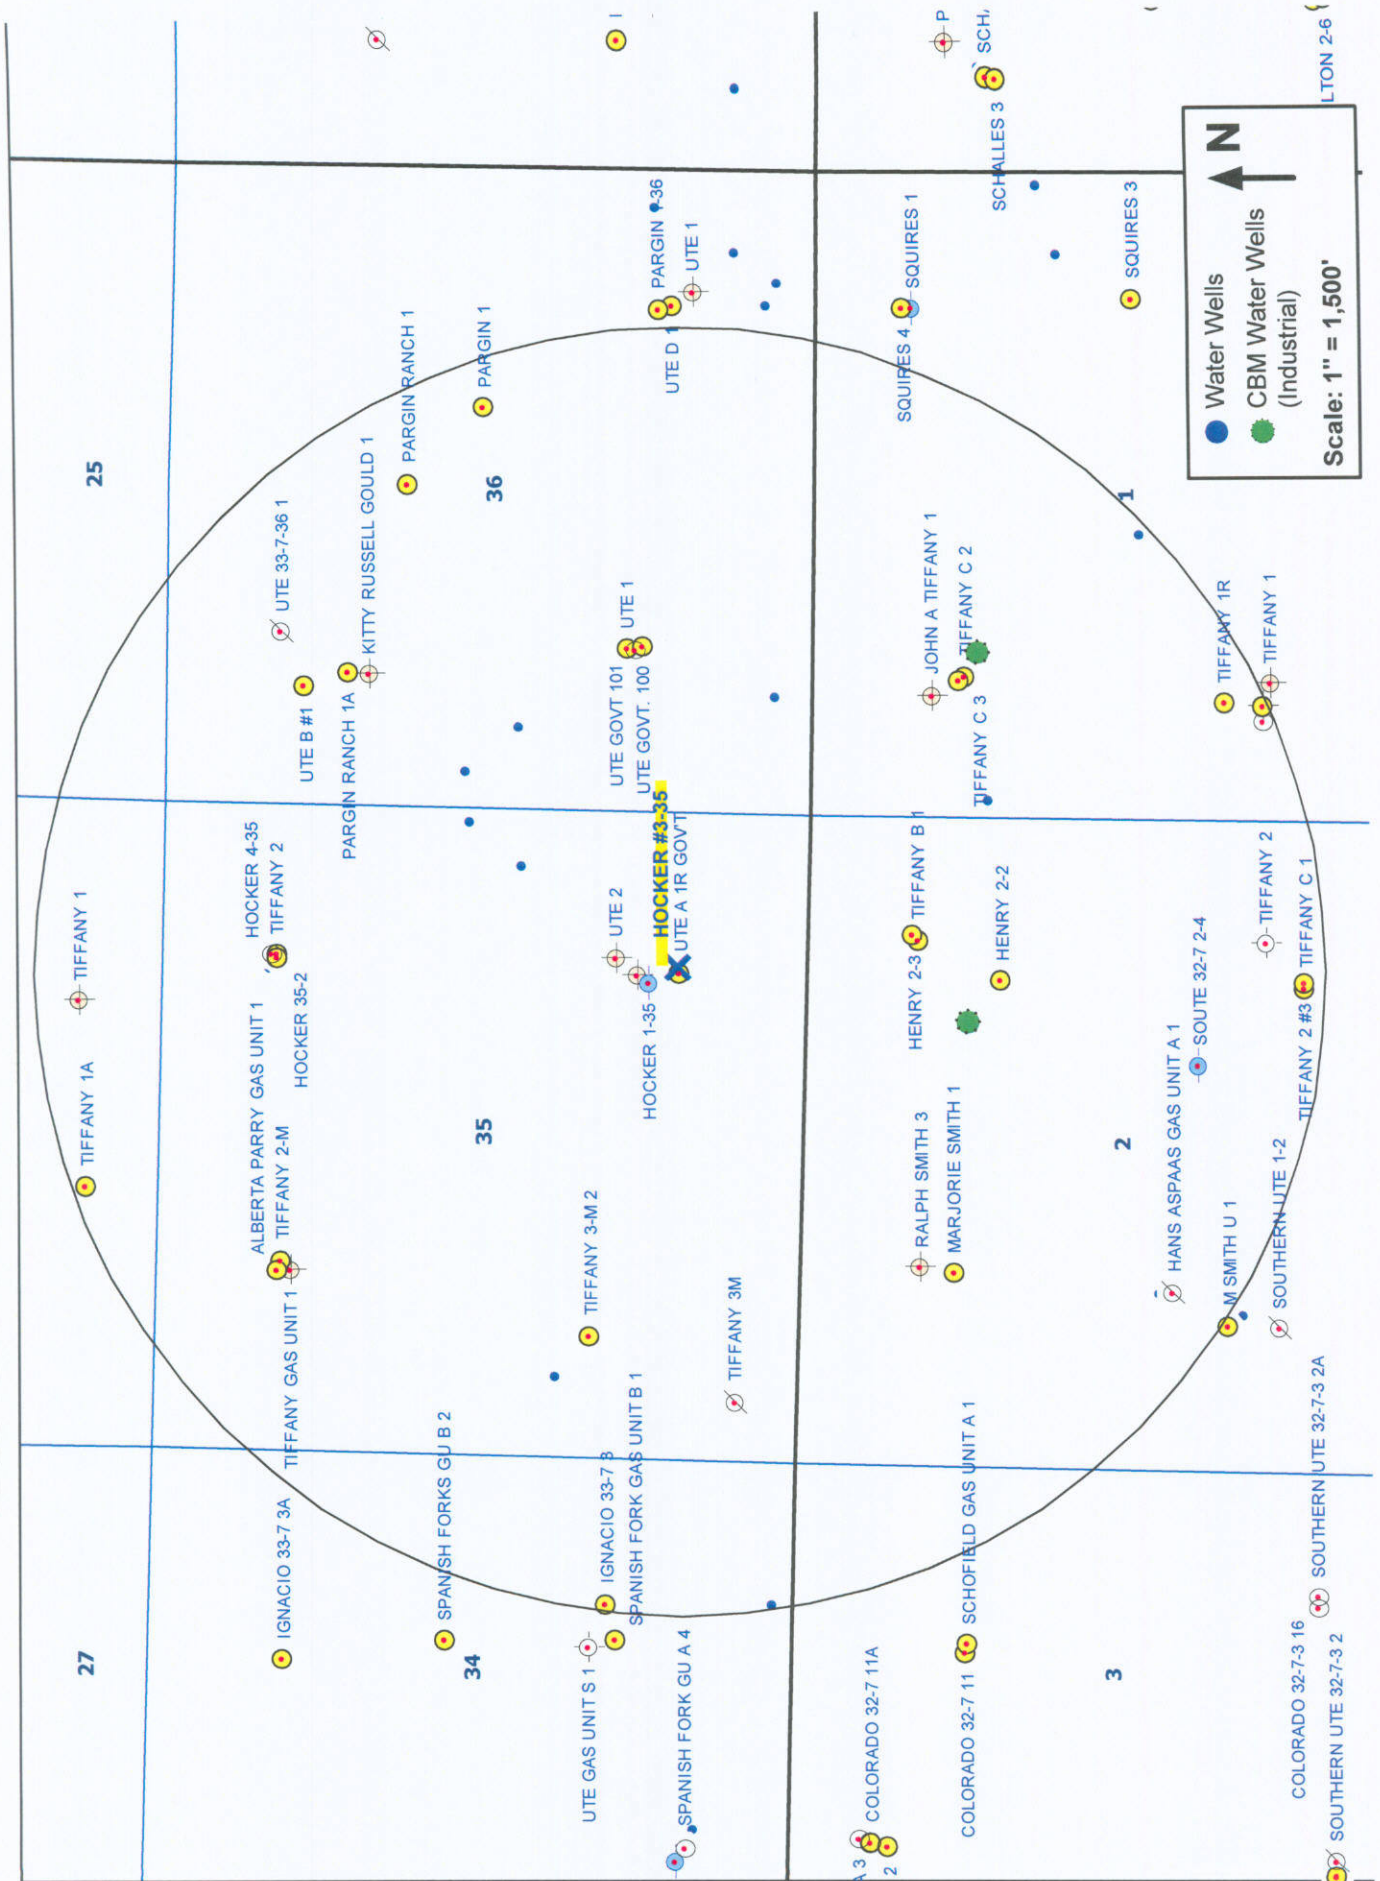 27
25
TIFFANY 1A
TIFFANY 1
IGNACIO 33-7 3A
TIFFANY GAS UNIT 1
ALBERTA PARRY GAS UNIT 1
TIFFANY 2-M
HOCKER 35-2
HOCKER 4-35
TIFFANY 2
UTE B #1
UTE 33-7-36 1
PARGIN RANCH 1A
KITTY RUSSELL GOULD 1
PARGIN RANCH 1
PARGIN 1
SPANISH FORKS GU B 2
34
35
36
UTE GAS UNIT S 1
IGNACIO 33-7 8
SPANISH FORK GAS UNIT B 1
TIFFANY 3-M 2
UTE 2
HOCKER 1-35
HOCKER #3-35
UTE A 1R GOV'T
UTE GOVT 101
UTE GOVT. 100
UTE 1
UTE D 1
PARGIN 1-36
UTE 1
I
SPANISH FORK GU A 4
TIFFANY 3M
A 3
COLORADO 32-7 11A
2
COLORADO 32-7 11
SCHOFIELD GAS UNIT A 1
RALPH SMITH 3
MARJORIE SMITH 1
HENRY 2-3
TIFFANY B 1
HENRY 2-2
JOHN A TIFFANY 1
TIFFANY C 2
TIFFANY C 3
SQUIRES 4
SQUIRES 1
P
SCH
SCHALLES 3
SQUIRES 3
3
2
1
HANS ASPAAS GAS UNIT A 1
SOUTE 32-7 2-4
M SMITH U 1
SOUTHERN UTE 1-2
TIFFANY 2
TIFFANY 2 #3
TIFFANY C 1
TIFFANY 1R
TIFFANY 1
COLORADO 32-7-3 16
SOUTHERN UTE 32-7-3 2A
SOUTHERN UTE 32-7-3 2
LTON 2-6
Water Wells
CBM Water Wells
(Industrial)
N
Scale: 1" = 1,500'